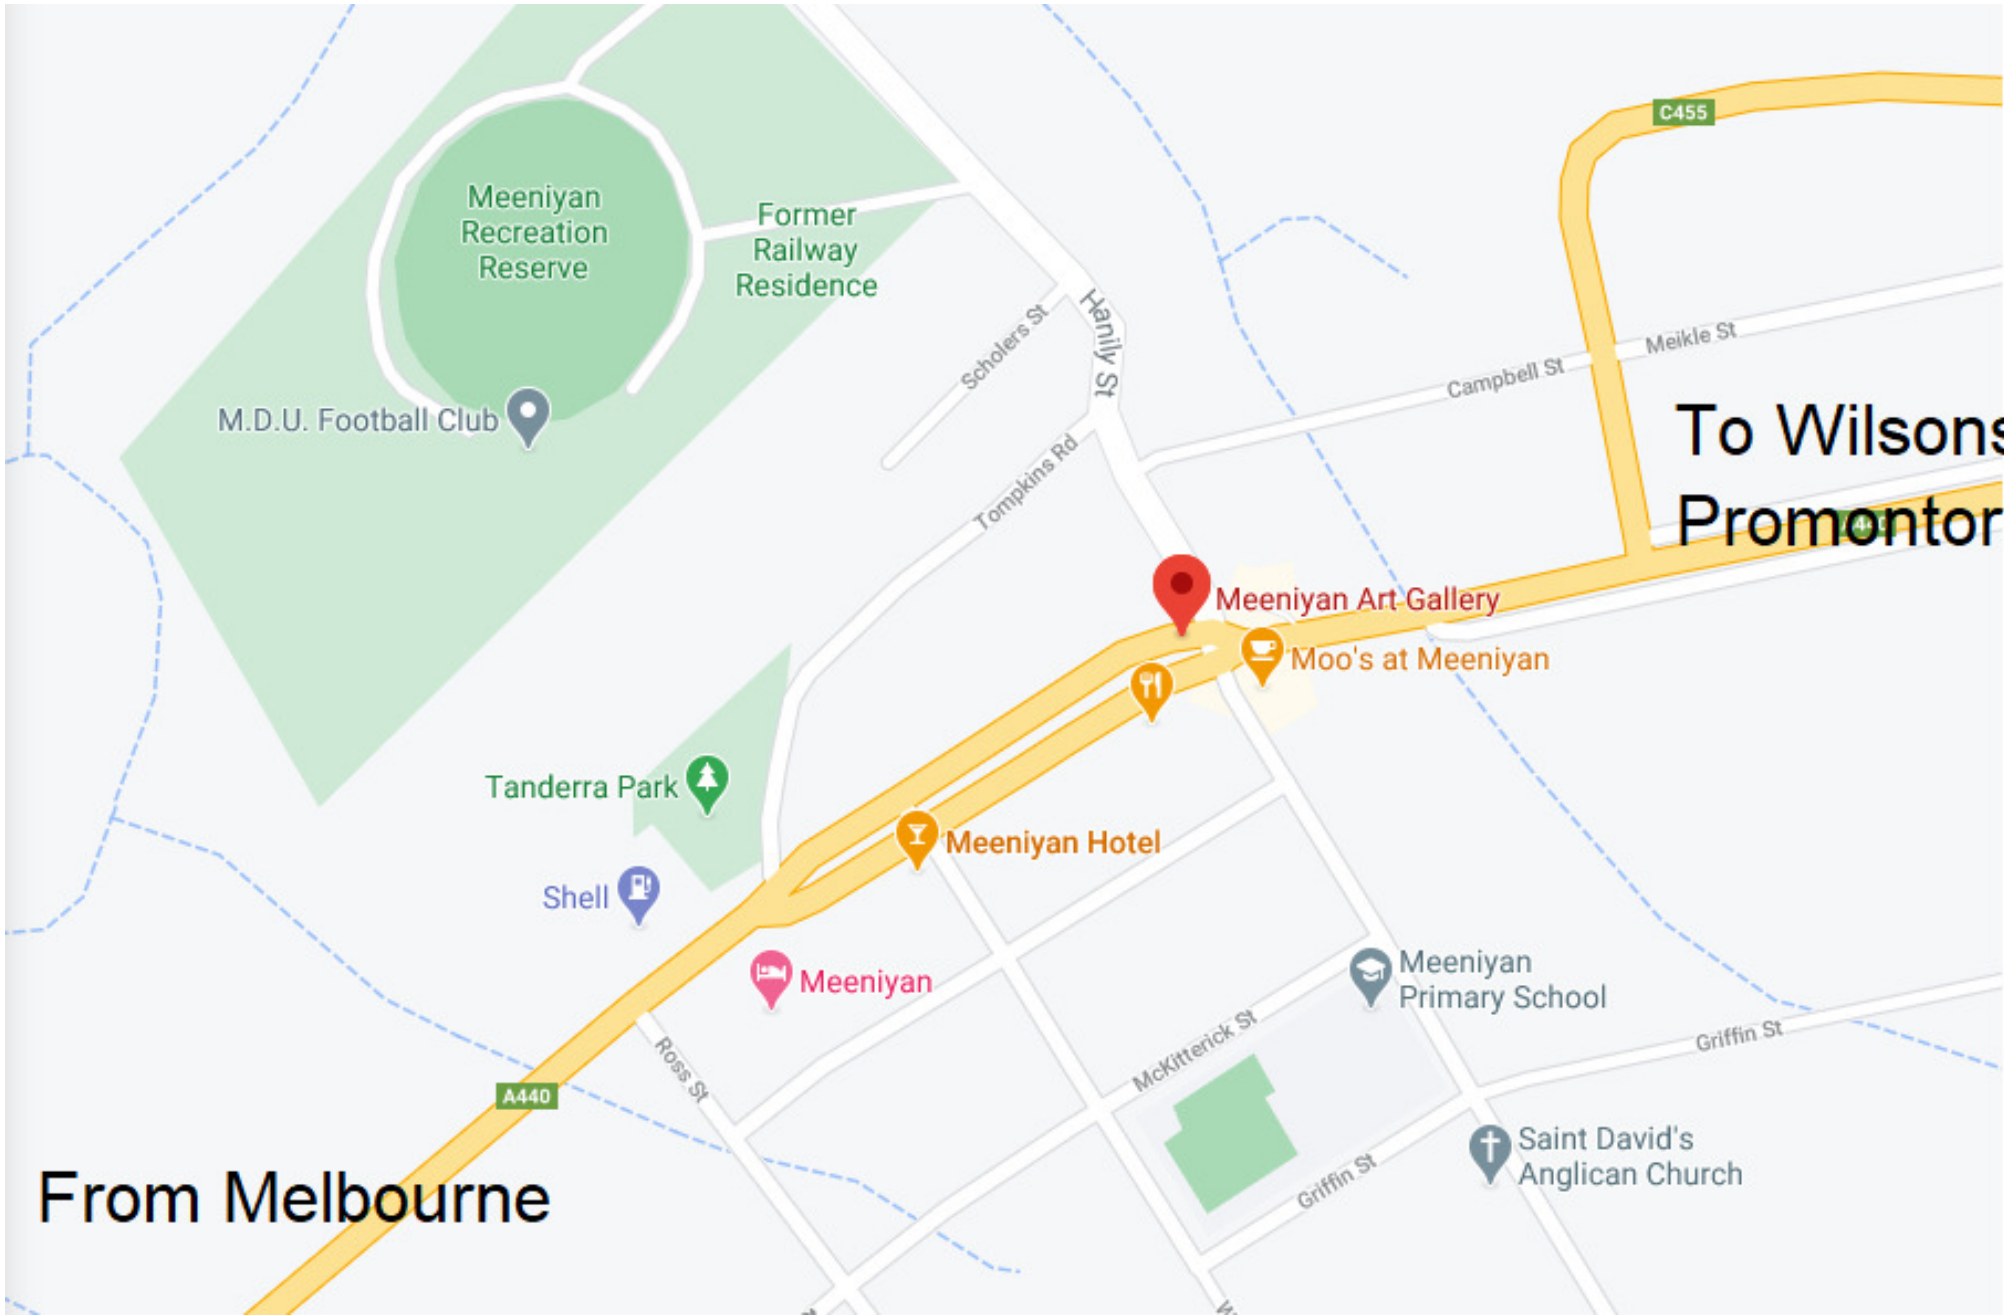 C455
Meeniyan
Recreation
Reserve
Former
Railway
Residence
Hanily St
Scholers St
Meikle St
Campbell St
M.D.U. Football Club
To Wilsons
Promontor
A440
Tompkins Rd
Meeniyan Art Gallery
Moo's at Meeniyan
Tanderra Park
Meeniyan Hotel
Shell
Meeniyan
Meeniyan
Primary School
Ross St
McKitterick St
Griffin St
A440
Saint David's
Anglican Church
From Melbourne
Griffin St